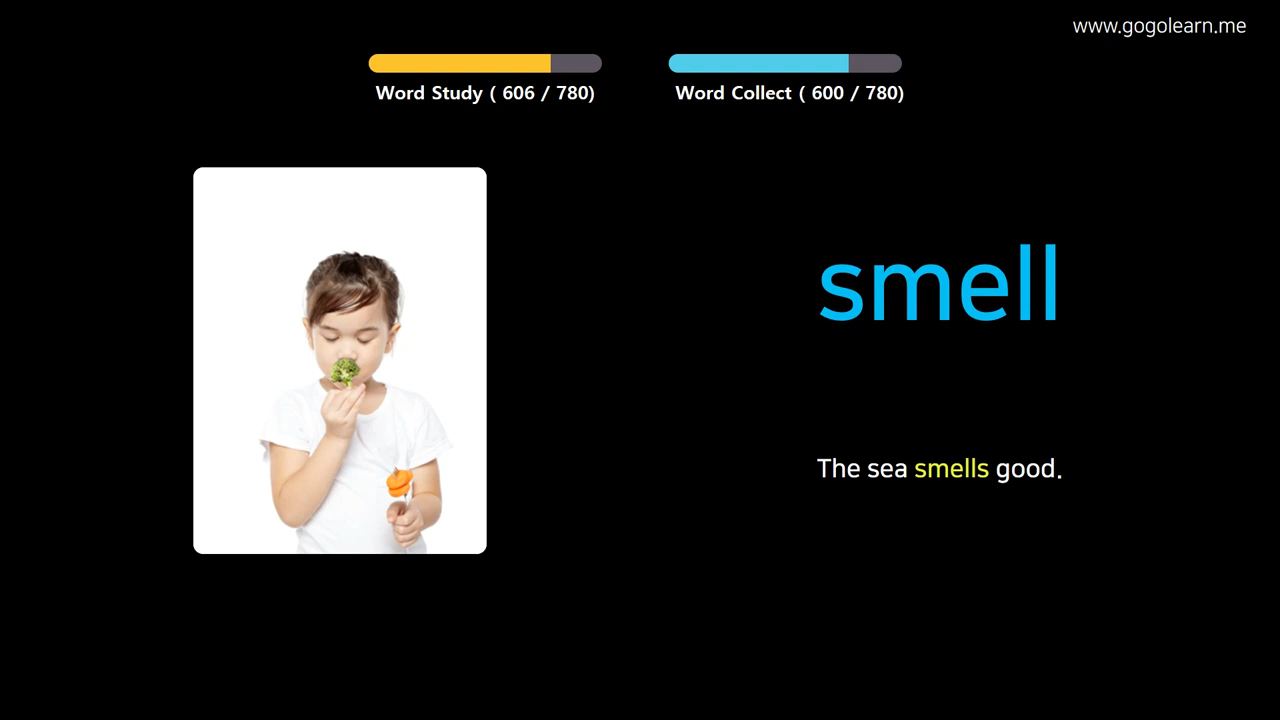 www.gogolearn.me
Word Study ( 606 / 780)
Word Collect ( 600 / 780)
smell
The sea smells good.